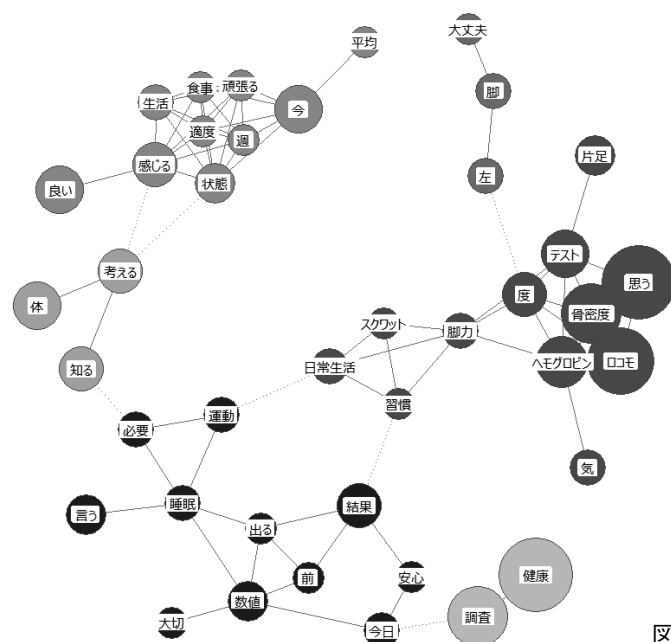 大丈夫
平均
食事
頑張る
生活
脚
今
適度
週
片足
感じる
左
状態
良い
テスト
考える
思う
度
体
骨密度
スクワット
脚力
ヘモグロビン
ロコモ
日常生活
知る
習慣
運動
必要
気
睡眠
結果
言う
出る
健康
前
安心
数値
調査
大切
今日
図